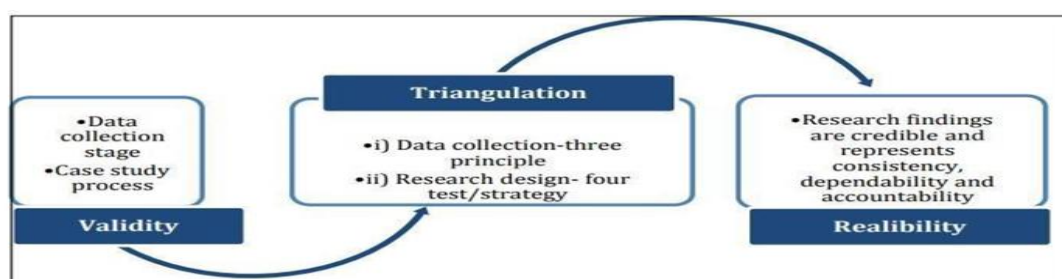 •Data
collection
stage
•Case study
process
Validity
Triangulation
•i) Data collection-three
principle
•ii) Research design- four
test/strategy
•Research findings
are credible and
represents
consistency,
dependability and
accountability
Realibility